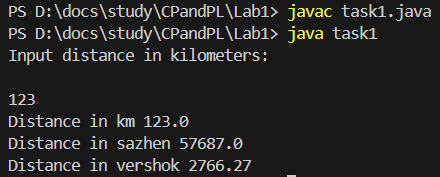 PS D:\docs\study\CPandPL\Lab1> javac task1.java
PS D:\docs\study\CPandPL\Lab1> java task1
Input distance in kilometers:
123
Distance in km 123.0
Distance in sazhen 57687.0
Distance in vershok 2766.27